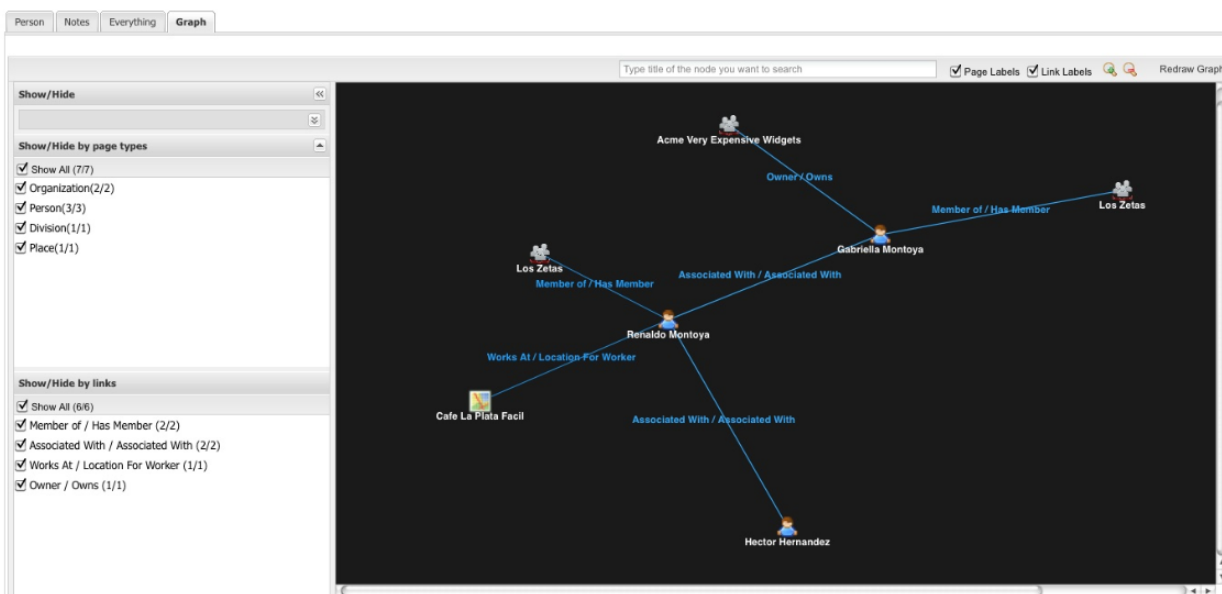 Person Notes Everything Graph
Type title of the node you want to search
Page Labels Link Labels Redraw Graph
Show/Hide
Show/Hide by page types
Show All (7/7)
Organization(2/2)
Person(3/3)
Division(1/1)
Place(1/1)
Show/Hide by links
Show All (6/6)
Member of / Has Member (2/2)
Associated With / Associated With (2/2)
Works At / Location For Worker (1/1)
Owner / Owns (1/1)
Acme Very Expensive Widgets
Owner / Owns
Member of / Has Member
Los Zetas
Gabriella Montoya
Los Zetas
Associated With / Associated With
Member of / Has Member
Renaldo Montoya
Works At / Location For Worker
Cafe La Plata Facil
Associated With / Associated With
Hector Hernandez